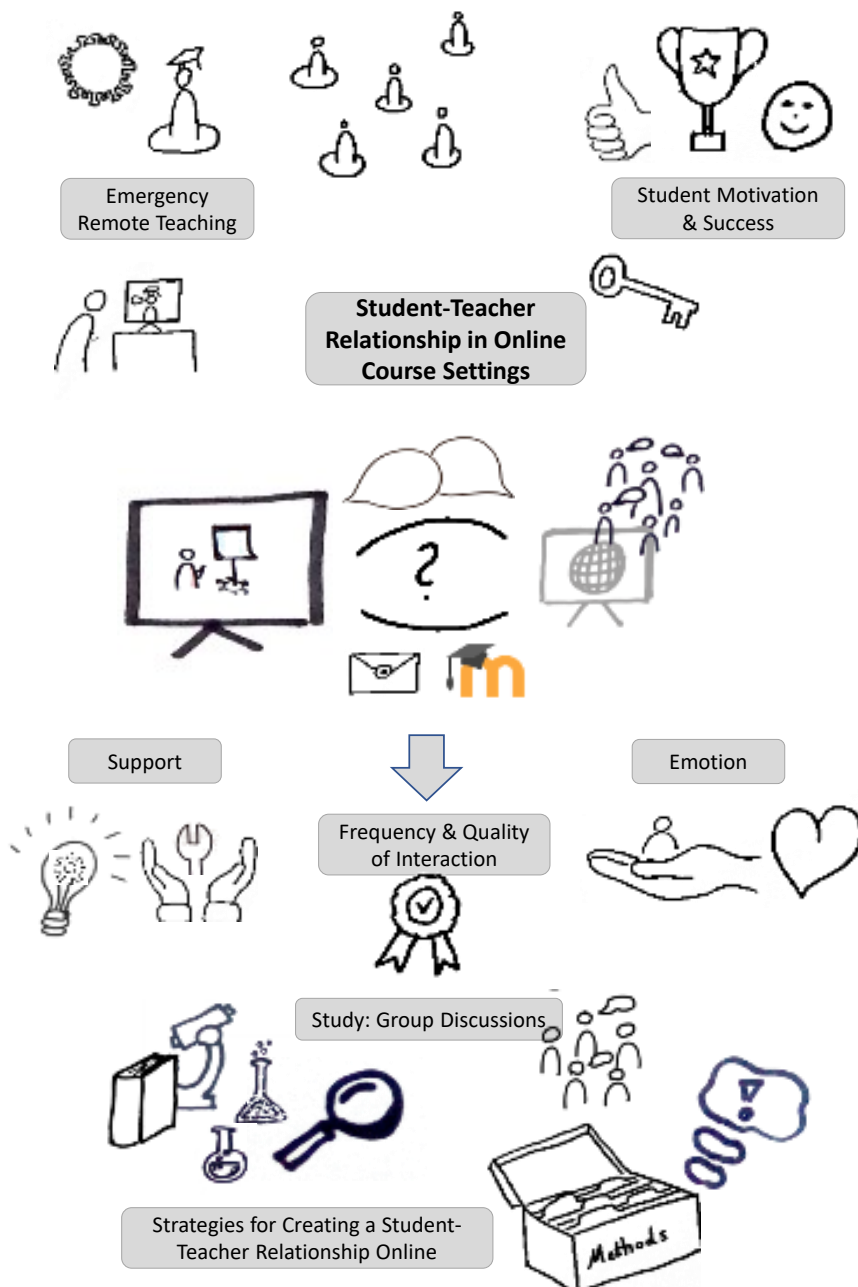 Emergency
Remote Teaching
Student Motivation
& Success
Student-Teacher
Relationship in Online
Course Settings
?
m
Support
Emotion
Frequency & Quality
of Interaction
Study: Group Discussions
!
Strategies for Creating a Student-
Teacher Relationship Online
Methods